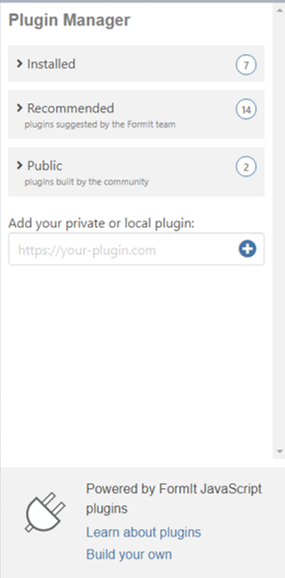 Plugin Manager
Installed
7
Recommended
14
plugins suggested by the FormIt team
Public
2
plugins built by the community
Add your private or local plugin:
https://your-plugin.com
Powered by FormIt JavaScript
plugins
Learn about plugins
Build your own